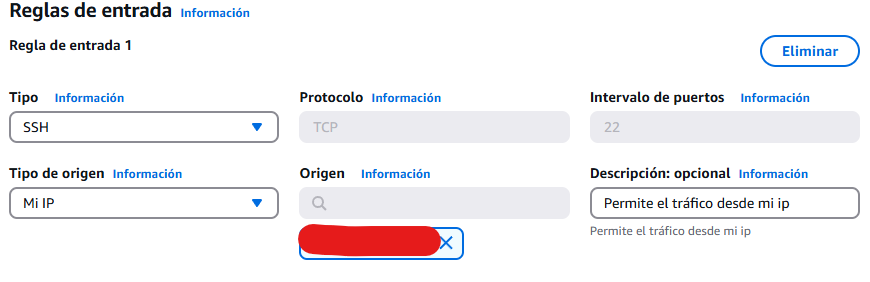 Reglas de entrada Información
Regla de entrada 1
Eliminar
Tipo Información
Protocolo Información
Intervalo de puertos Información
SSH
TCP
22
Tipo de origen Información
Origen Información
Descripción: opcional Información
Mi IP
Permite el tráfico desde mi ip
Permite el tráfico desde mi ip